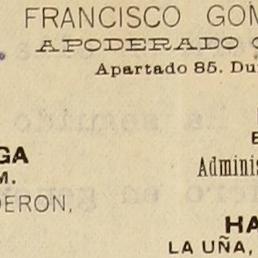 FRANCISCO GOM
APODERADO G
Apartado 85. Du
GA
E
M.
Adminis
DERON,
HA
LA UÑA,